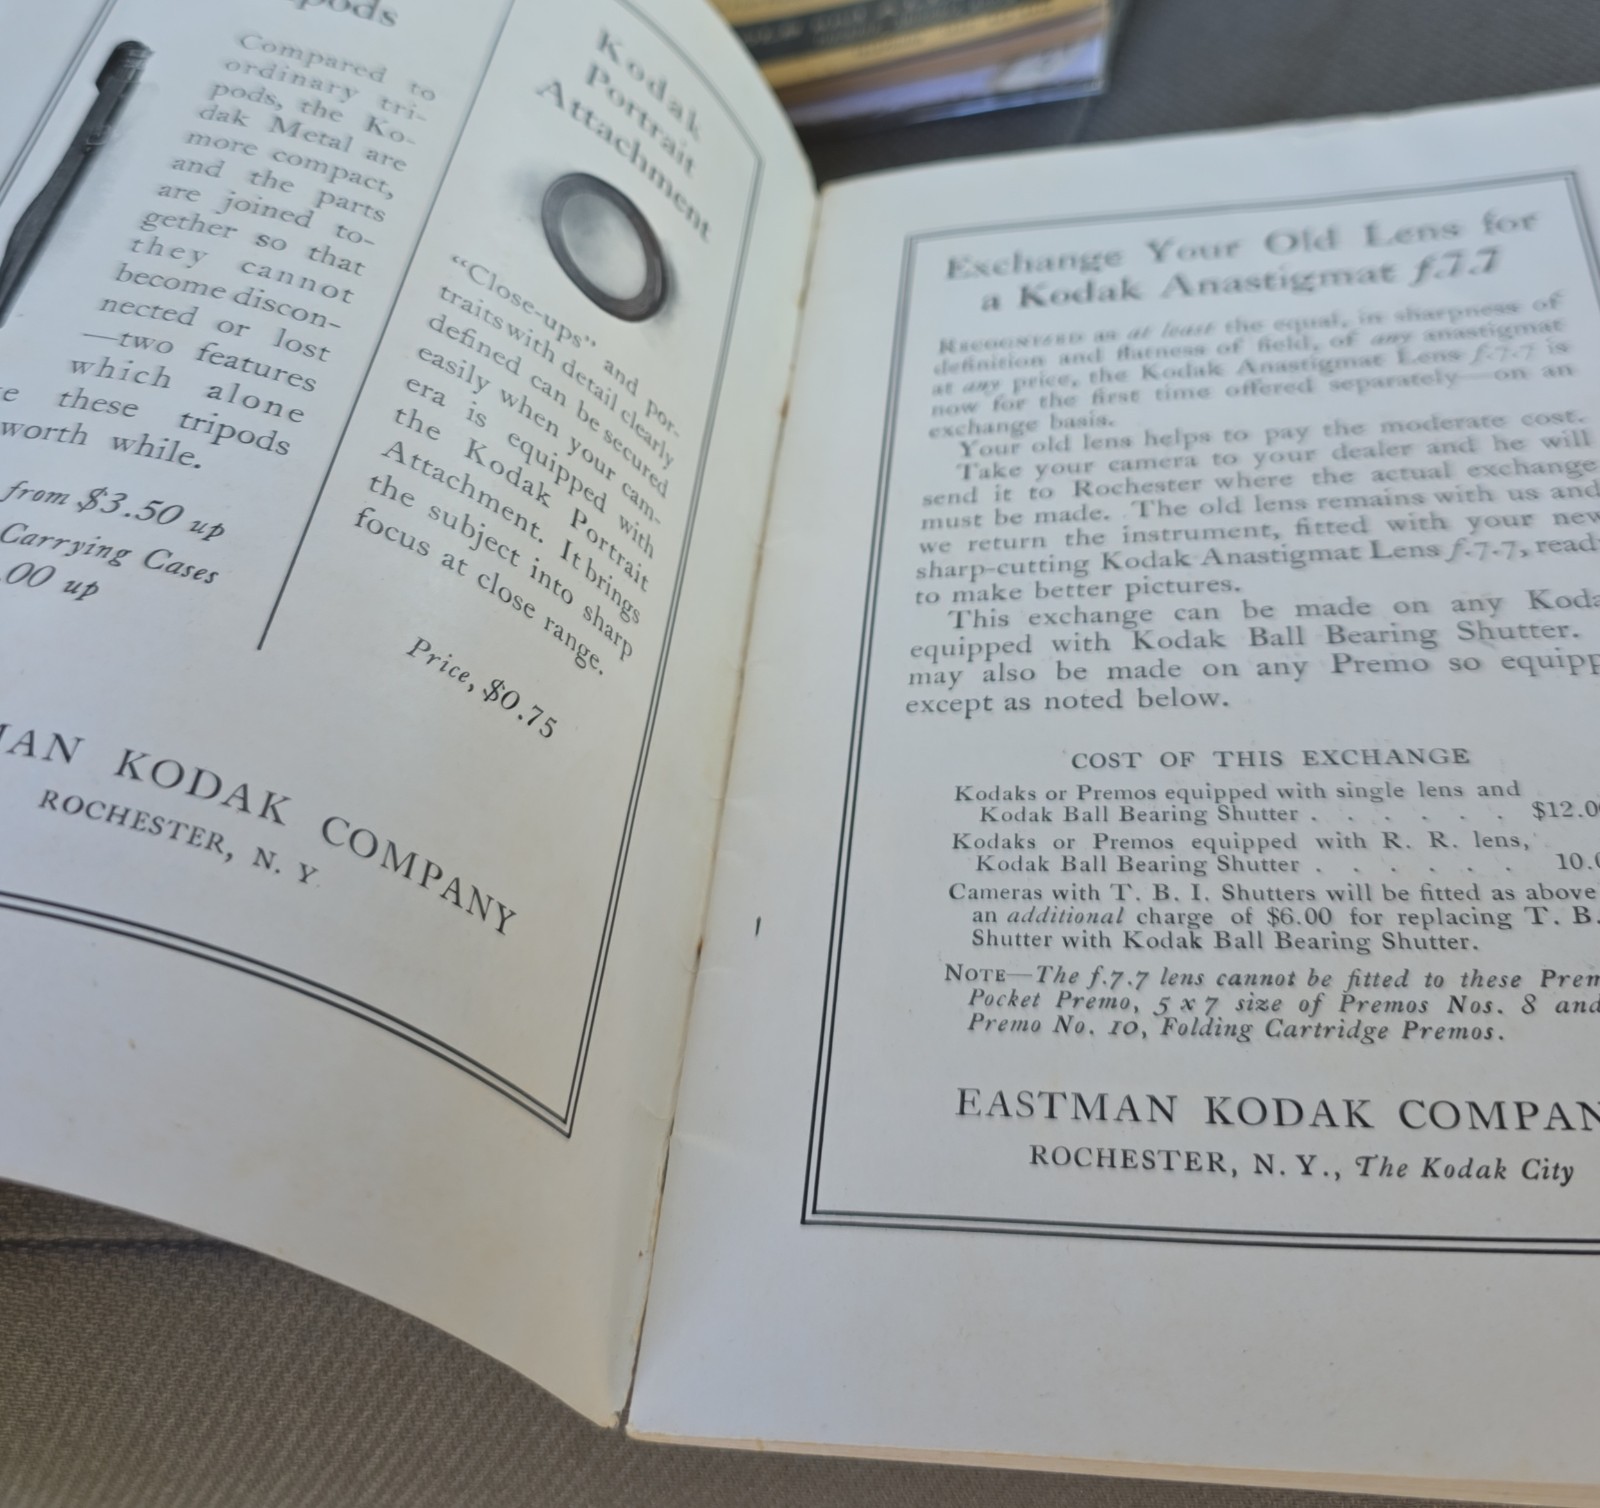 Compared to
ordinary tri-
pods, the Ko-
dak Metal are
more compact,
and the parts
are joined to-
gether so that
they cannot
become discon-
nected or lost
—two features
which alone
these tripods
worth while.
from $3.50 up
Carrying Cases
.00 up
Kodak
Portrait
Attachment
"Close-ups" and por-
traits with detail clearly
defined can be secured
easily when your cam-
era is equipped with
the Kodak Portrait
Attachment. It brings
the subject into sharp
focus at close range.
Price, $0.75
KODAK COMPANY
ROCHESTER, N. Y.
Exchange Your Old Lens for
a Kodak Anastigmat f.7.7
RECOGNIZED as at least the equal, in sharpness of
definition and flatness of field, of any anastigmat
at any price, the Kodak Anastigmat Lens f.7.7 is
now for the first time offered separately—on an
exchange basis.
Your old lens helps to pay the moderate cost.
Take your camera to your dealer and he will
send it to Rochester where the actual exchange
must be made. The old lens remains with us and
we return the instrument, fitted with your new
sharp-cutting Kodak Anastigmat Lens f.7.7, read
to make better pictures.
This exchange can be made on any Koda
equipped with Kodak Ball Bearing Shutter.
may also be made on any Premo so equipp
except as noted below.
COST OF THIS EXCHANGE
Kodaks or Premos equipped with single lens and
Kodak Ball Bearing Shutter . . . . . . $12.0
Kodaks or Premos equipped with R. R. lens,
Kodak Ball Bearing Shutter . . . . . . 10.0
Cameras with T. B. I. Shutters will be fitted as above
an additional charge of $6.00 for replacing T. B.
Shutter with Kodak Ball Bearing Shutter.
NOTE—The f.7.7 lens cannot be fitted to these Prem
Pocket Premo, 5 x 7 size of Premos Nos. 8 and
Premo No. 10, Folding Cartridge Premos.
EASTMAN KODAK COMPAN
ROCHESTER, N. Y., The Kodak City